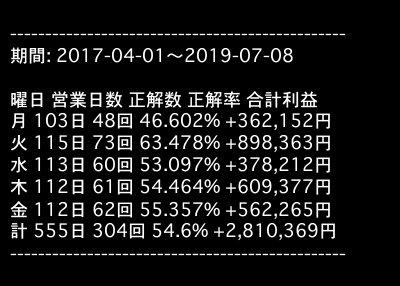 ------------------------------------------------
期間: 2017-04-01〜2019-07-08

曜日 営業日数 正解数 正解率 合計利益
月 103日 48回 46.602% +362,152円
火 115日 73回 63.478% +898,363円
水 113日 60回 53.097% +378,212円
木 112日 61回 54.464% +609,377円
金 112日 62回 55.357% +562,265円
計 555日 304回 54.6% +2,810,369円
------------------------------------------------